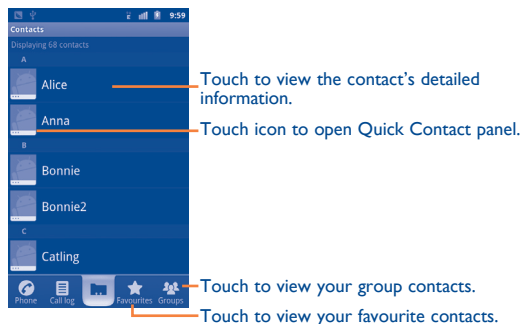 9:59
Contacts
Displaying 68 contacts
A
Alice
Touch to view the contact's detailed
information.
Anna
Touch icon to open Quick Contact panel.
B
Bonnie
Bonnie2
C
Catling
Phone Call log Favourites Groups
Touch to view your group contacts.
Touch to view your favourite contacts.